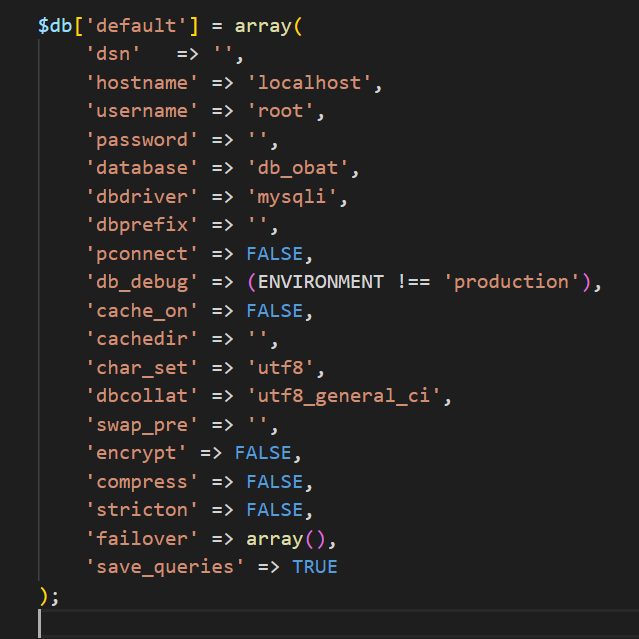 $db['default'] = array(
    'dsn'   => '',
    'hostname' => 'localhost',
    'username' => 'root',
    'password' => '',
    'database' => 'db_obat',
    'dbdriver' => 'mysqli',
    'dbprefix' => '',
    'pconnect' => FALSE,
    'db_debug' => (ENVIRONMENT !== 'production'),
    'cache_on' => FALSE,
    'cachedir' => '',
    'char_set' => 'utf8',
    'dbcollat' => 'utf8_general_ci',
    'swap_pre' => '',
    'encrypt' => FALSE,
    'compress' => FALSE,
    'stricton' => FALSE,
    'failover' => array(),
    'save_queries' => TRUE
);